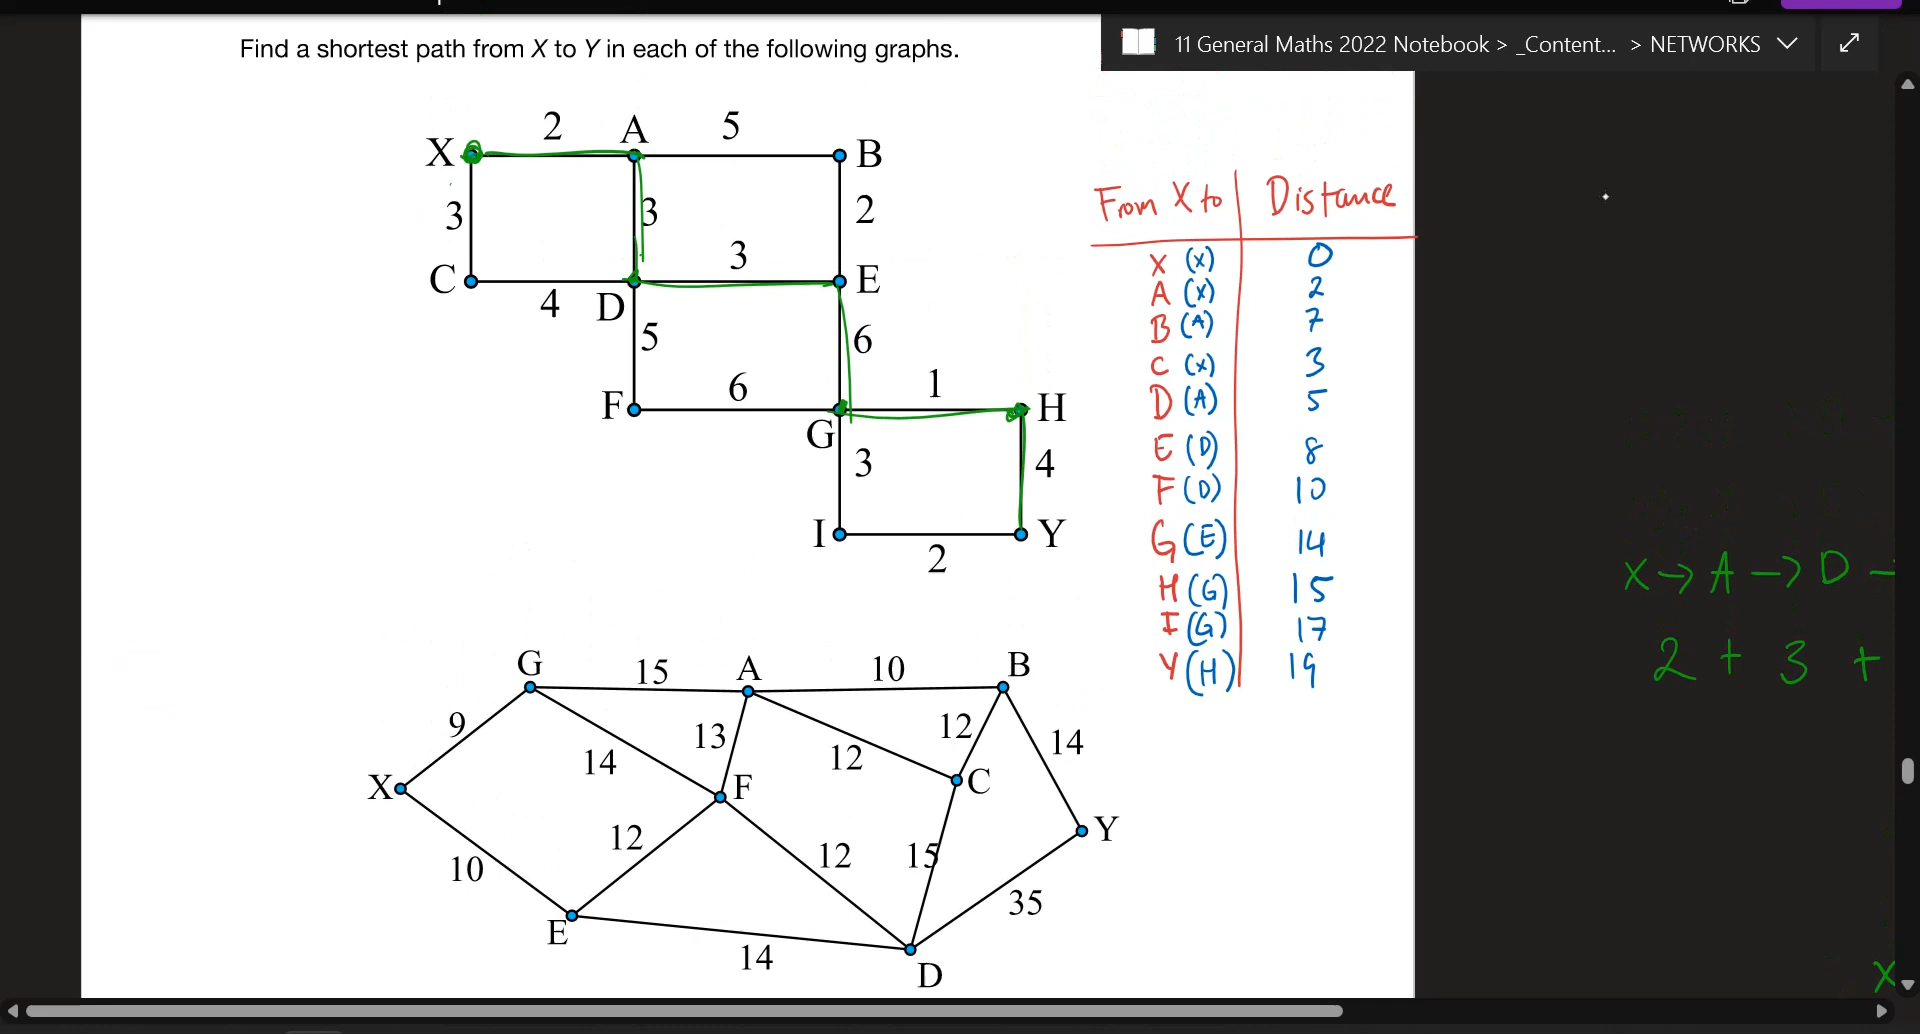 11 General Maths 2022 Notebook > _Content... > NETWORKS
Find a shortest path from X to Y in each of the following graphs.
2 A 5
X B
3 3 2
3
C E
4 D
5 6
6 1
F H
G
3 4
I Y
2
From X to Distance
X (X) 0
A (X) 2
B (A) 7
C (X) 3
D (A) 5
E (D) 8
F (D) 10
G (E) 14
H (G) 15
I (G) 17
Y (H) 19
X → A → D -
2 + 3 +
X
G 15 A 10 B
9 13 12 14
14 12
X F C
Y
12
10 12 15
35
E
14
D